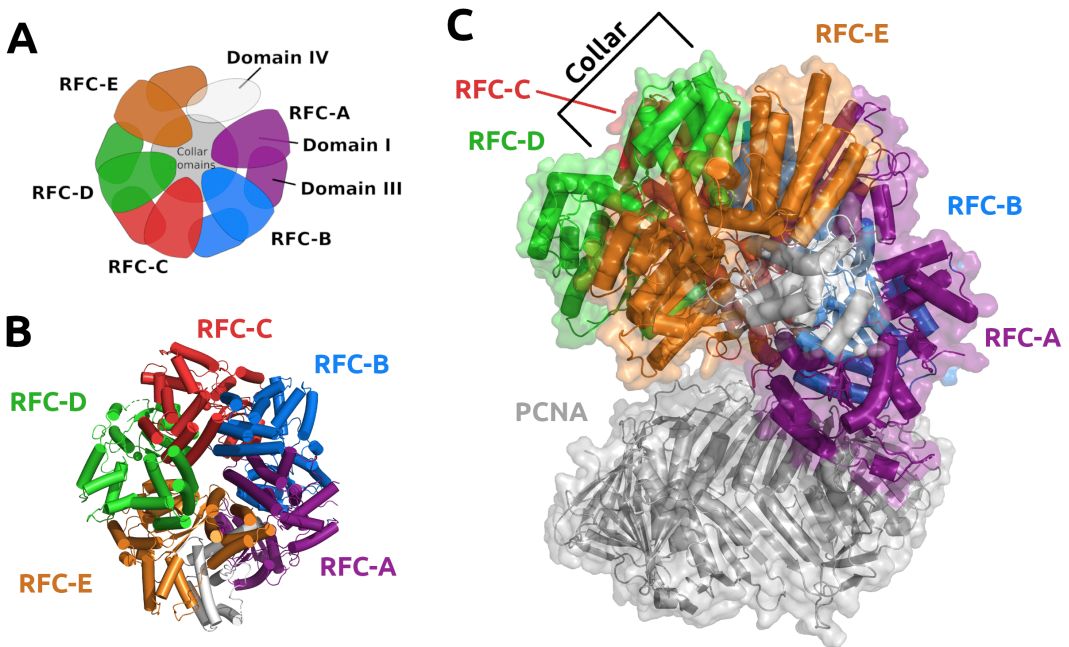 A
Domain IV
RFC-E
RFC-A
Domain I
Collar
omains
Domain III
RFC-D
RFC-B
RFC-C
B
RFC-C
RFC-B
RFC-D
RFC-E
RFC-A
C
Collar
RFC-E
RFC-C
RFC-D
RFC-B
RFC-A
PCNA